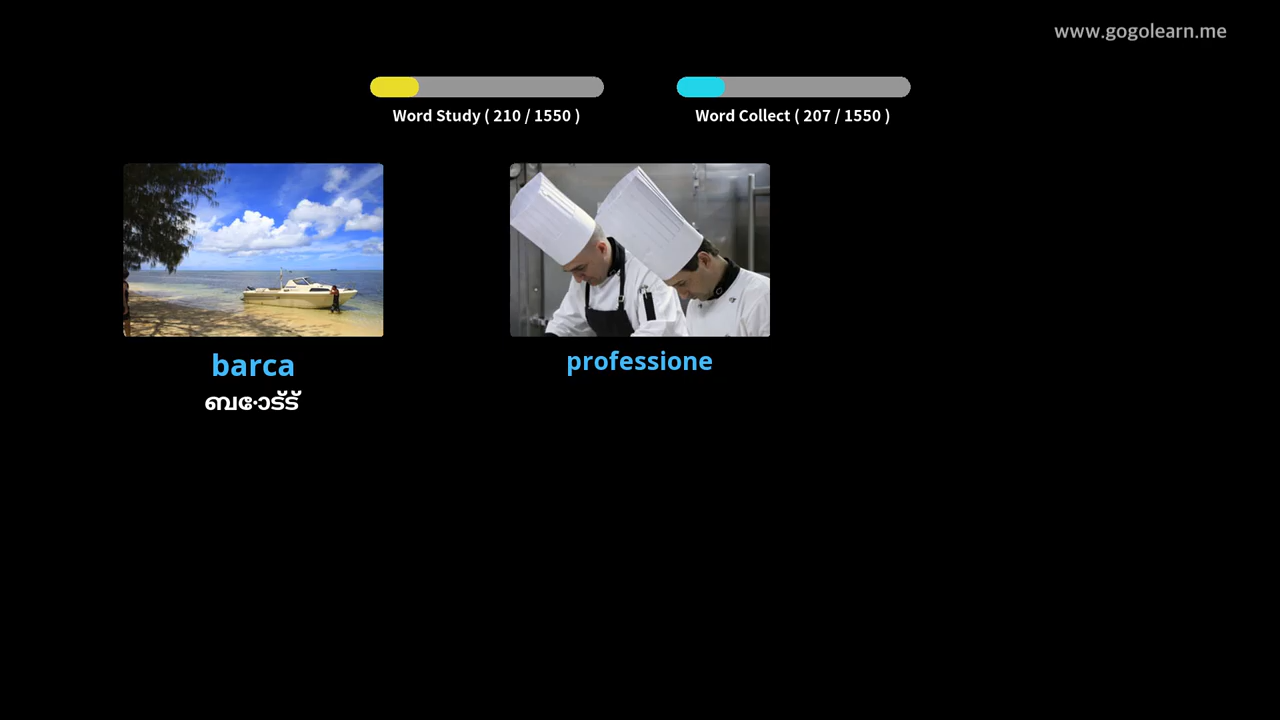 www.gogolearn.me
Word Study ( 210 / 1550 )
Word Collect ( 207 / 1550 )
barca
ബോട്ട്
professione